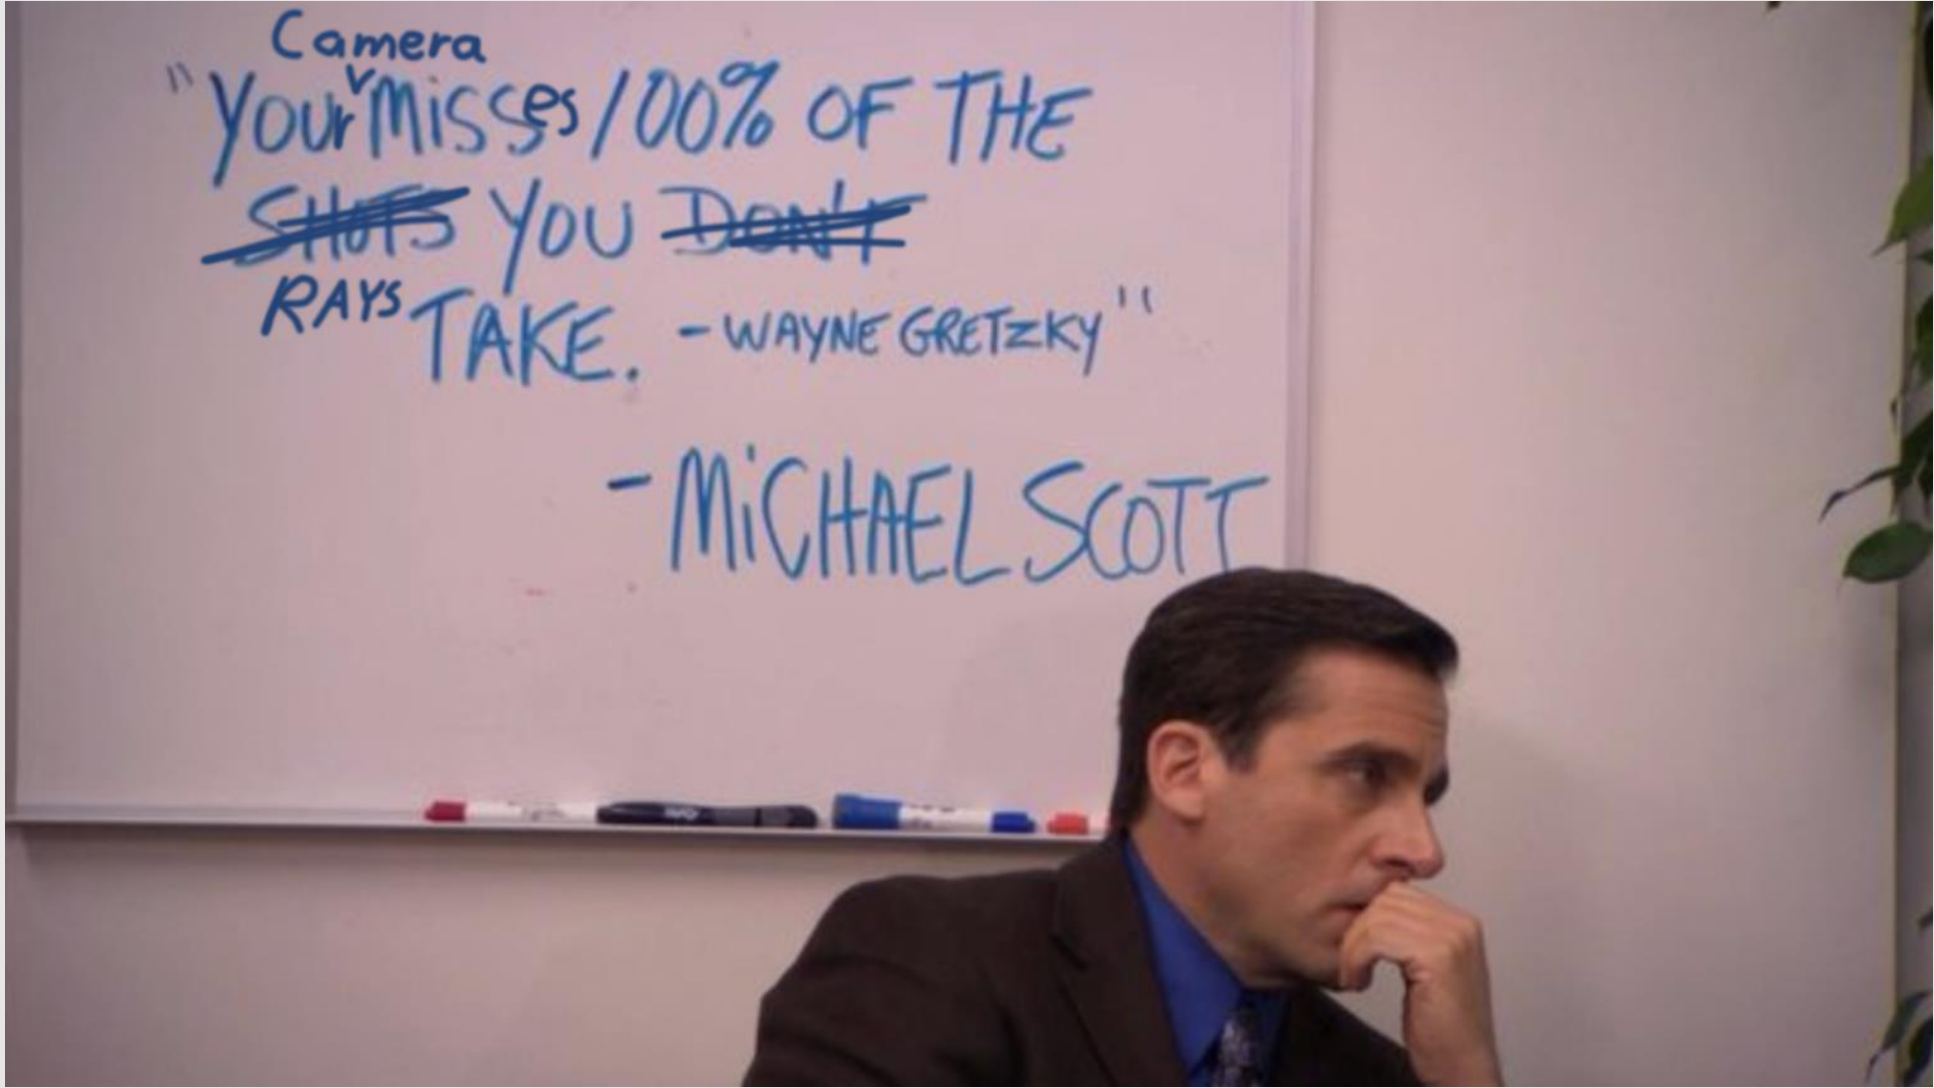 Camera
"Your Misses 100% OF THE
SHOTS YOU DON'T
RAYS TAKE. - WAYNE GRETZKY"
- MiCHAEL SCOTT